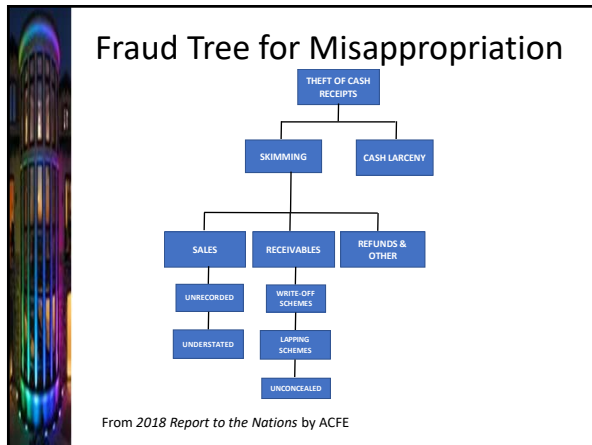 Fraud Tree for Misappropriation
THEFT OF CASH
RECEIPTS
SKIMMING
CASH LARCENY
SALES
RECEIVABLES
REFUNDS &
OTHER
UNRECORDED
WRITE-OFF
SCHEMES
UNDERSTATED
LAPPING
SCHEMES
UNCONCEALED
From 2018 Report to the Nations by ACFE